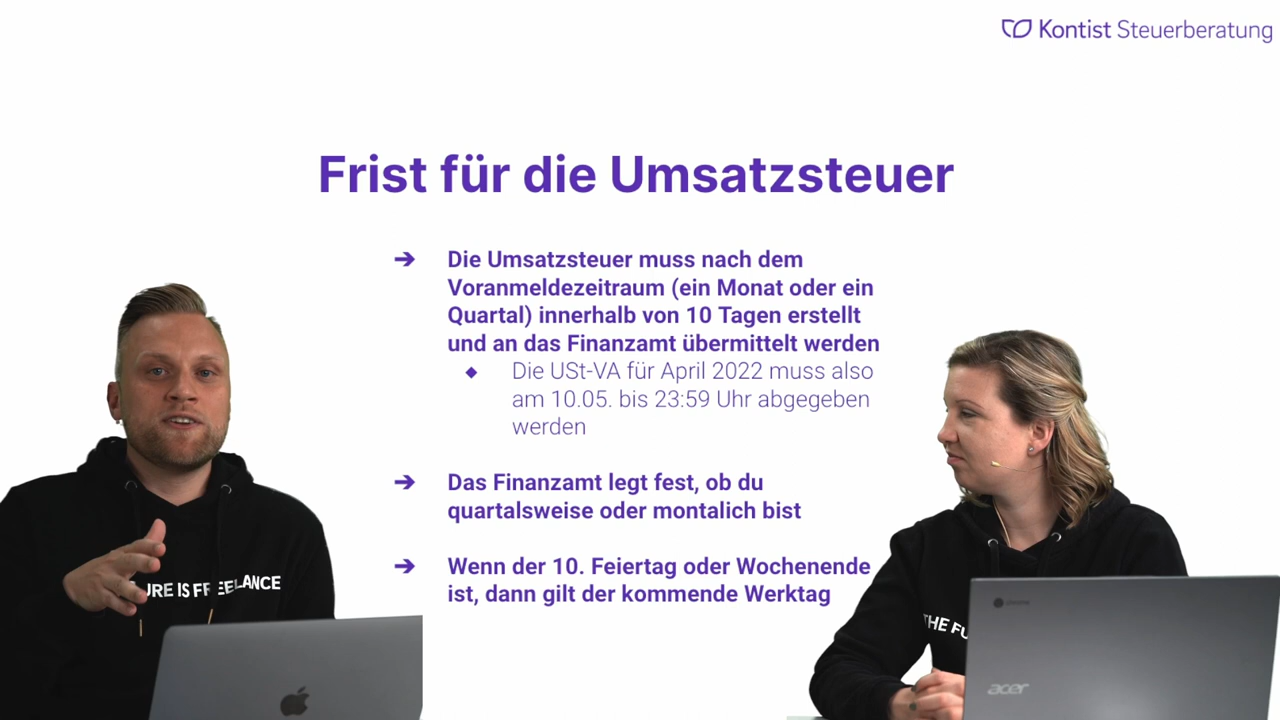 Kontist Steuerberatung
Frist für die Umsatzsteuer
➔ Die Umsatzsteuer muss nach dem
Voranmeldezeitraum (ein Monat oder ein
Quartal) innerhalb von 10 Tagen erstellt
und an das Finanzamt übermittelt werden
◆ Die USt-VA für April 2022 muss also
am 10.05. bis 23:59 Uhr abgegeben
werden
➔ Das Finanzamt legt fest, ob du
quartalsweise oder montalich bist
➔ Wenn der 10. Feiertag oder Wochenende
ist, dann gilt der kommende Werktag
URE IS FREELANCE
THE FU
chrome
acer